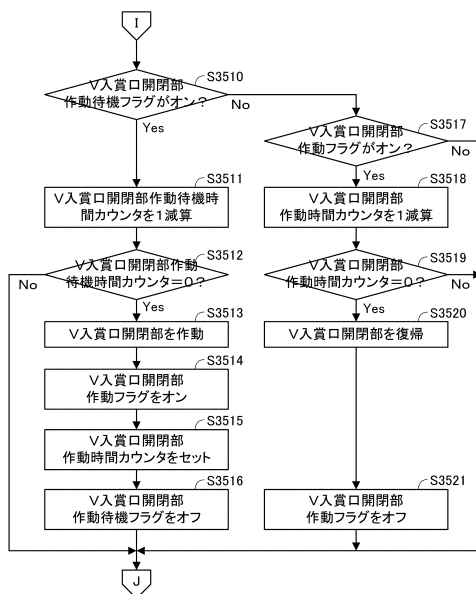 I
S3510
V入賞口開閉部
作動待機フラグがオン？
No
Yes
S3517
V入賞口開閉部
作動フラグがオン？
No
Yes
S3511
V入賞口開閉部作動待機時
間カウンタを1減算
S3518
V入賞口開閉部
作動時間カウンタを1減算
S3512
V入賞口開閉部作動
待機時間カウンタ=0？
No
Yes
S3519
V入賞口開閉部
作動時間カウンタ=0？
No
Yes
S3513
V入賞口開閉部を作動
S3520
V入賞口開閉部を復帰
S3514
V入賞口開閉部
作動フラグをオン
S3515
V入賞口開閉部
作動時間カウンタをセット
S3516
V入賞口開閉部
作動待機フラグをオフ
S3521
V入賞口開閉部
作動フラグをオフ
J